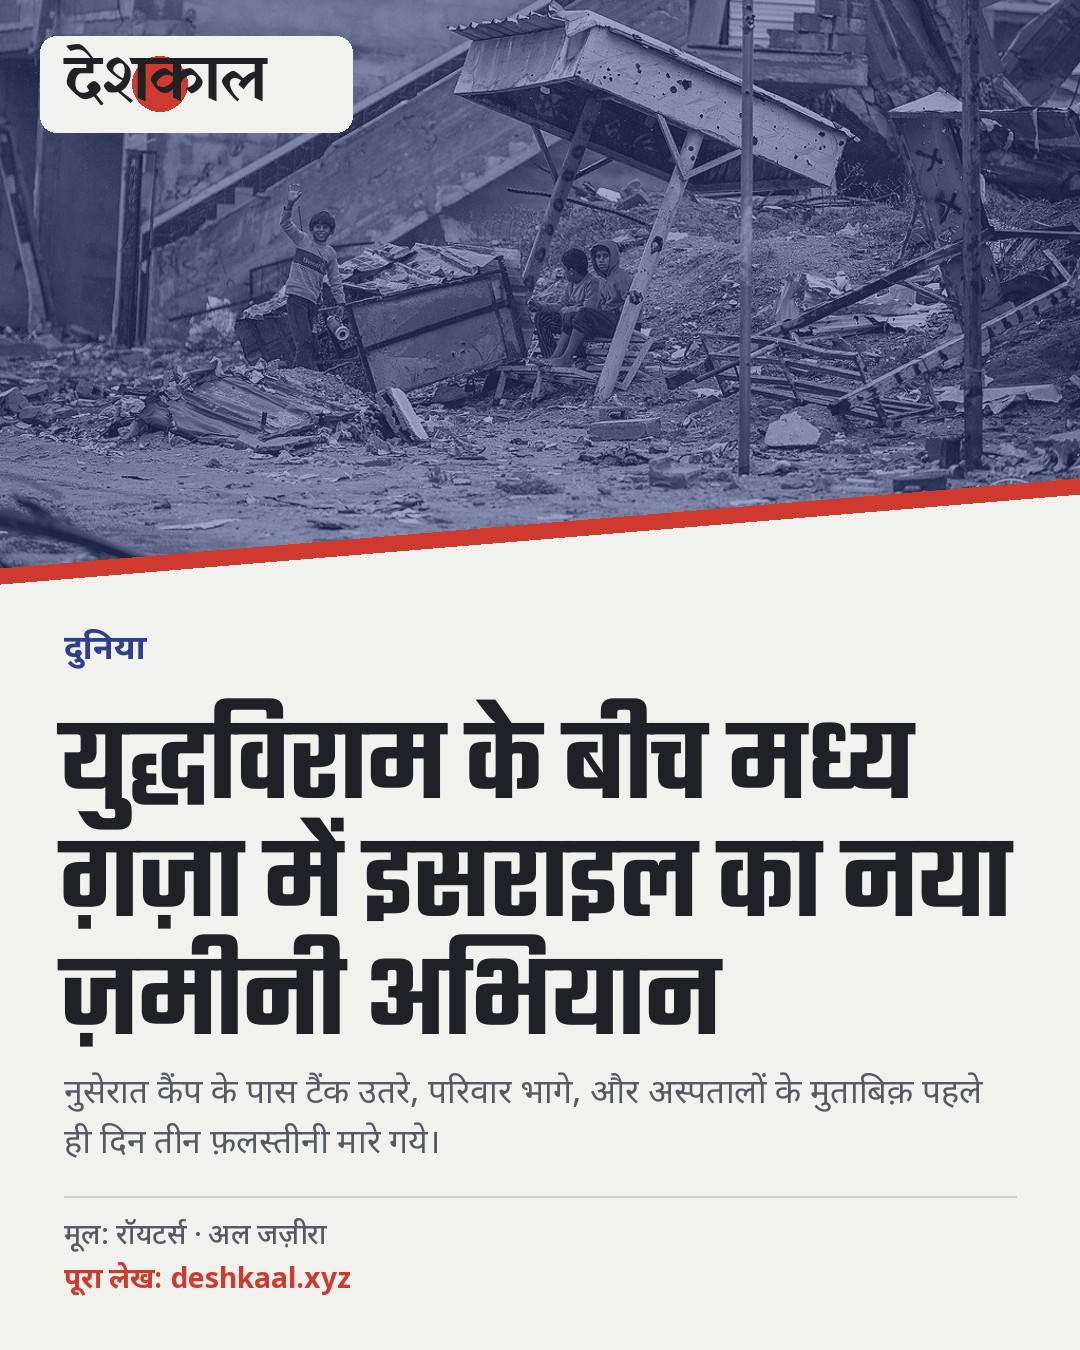 देशकाल
दुनिया
युद्धविराम के बीच मध्य
ग़ज़ा में इसराइल का नया
ज़मीनी अभियान
नुसेरात कैंप के पास टैंक उतरे, परिवार भागे, और अस्पतालों के मुताबिक़ पहले
ही दिन तीन फ़लस्तीनी मारे गये।
मूल: रॉयटर्स · अल जज़ीरा
पूरा लेख: deshkaal.xyz